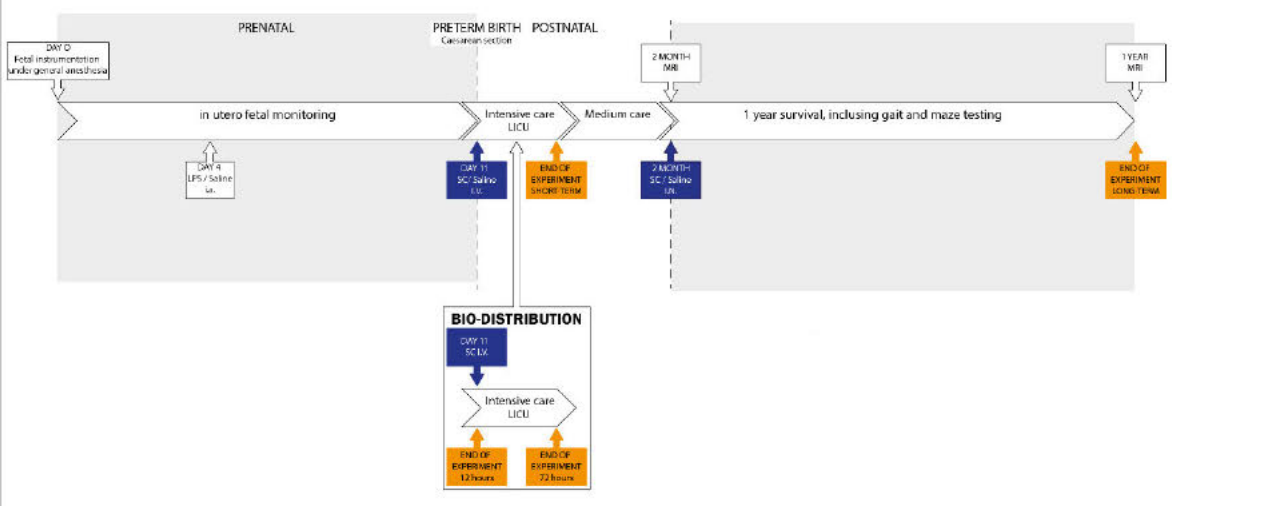 PRENATAL
PRETERM BIRTH
Caesarean section
POSTNATAL
DAY 0
Fetal instrumentation
under general anesthesia
2 MONTH
MRI
1 YEAR
MRI
in utero fetal monitoring
Intensive care
LICU
Medium care
1 year survival, inclusing gait and maze testing
DAY 4
LPS / Saline
i.a.
DAY 11
SC/ Saline
I.V.
END OF
EXPERIMENT
SHORT-TERM
2 MONTH
SC / Saline
I.N.
END OF
EXPERIMENT
LONG-TERM
BIO-DISTRIBUTION
DAY 11
SC I.V.
Intensive care
LICU
END OF
EXPERIMENT
12 hours
END OF
EXPERIMENT
72 hours